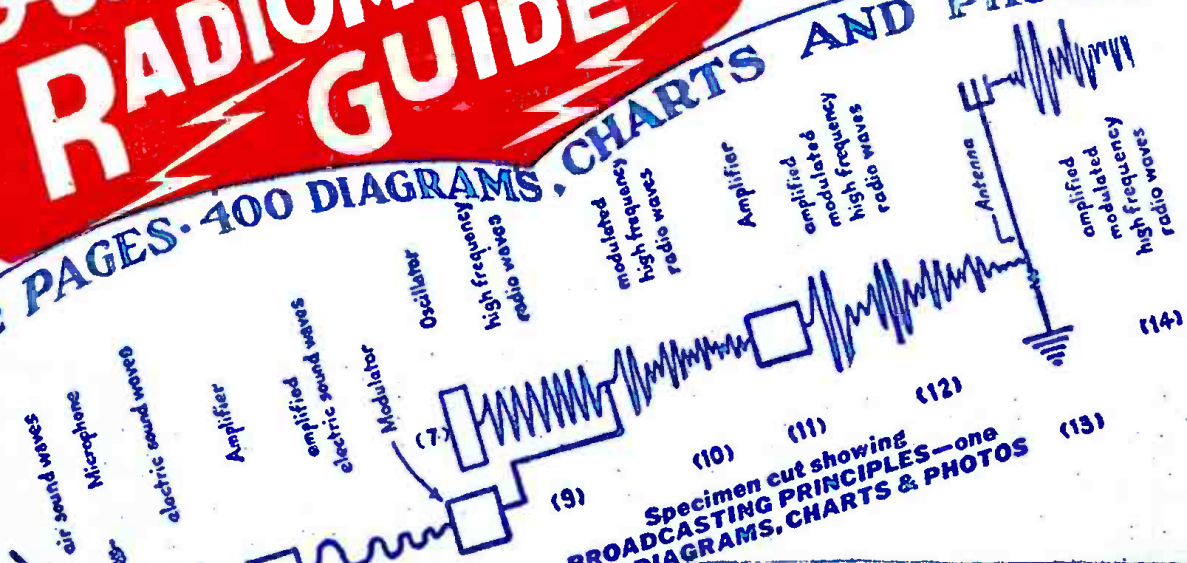 RADIOM
GUIDE
PAGES·400 DIAGRAMS, CHARTS AND
air sound waves
Microphone
electric sound waves
Amplifier
amplified
electric sound waves
Modulator
Oscillator
high frequency
radio waves
modulated
high frequency
radio waves
Amplifier
amplified
modulated
high frequency
radio waves
Antenna
amplified
modulated
high frequency
radio waves
(7)
(9)
(10)
(11)
(12)
(13)
(14)
Specimen cut showing
BROADCASTING PRINCIPLES—one
DIAGRAMS, CHARTS & PHOTOS